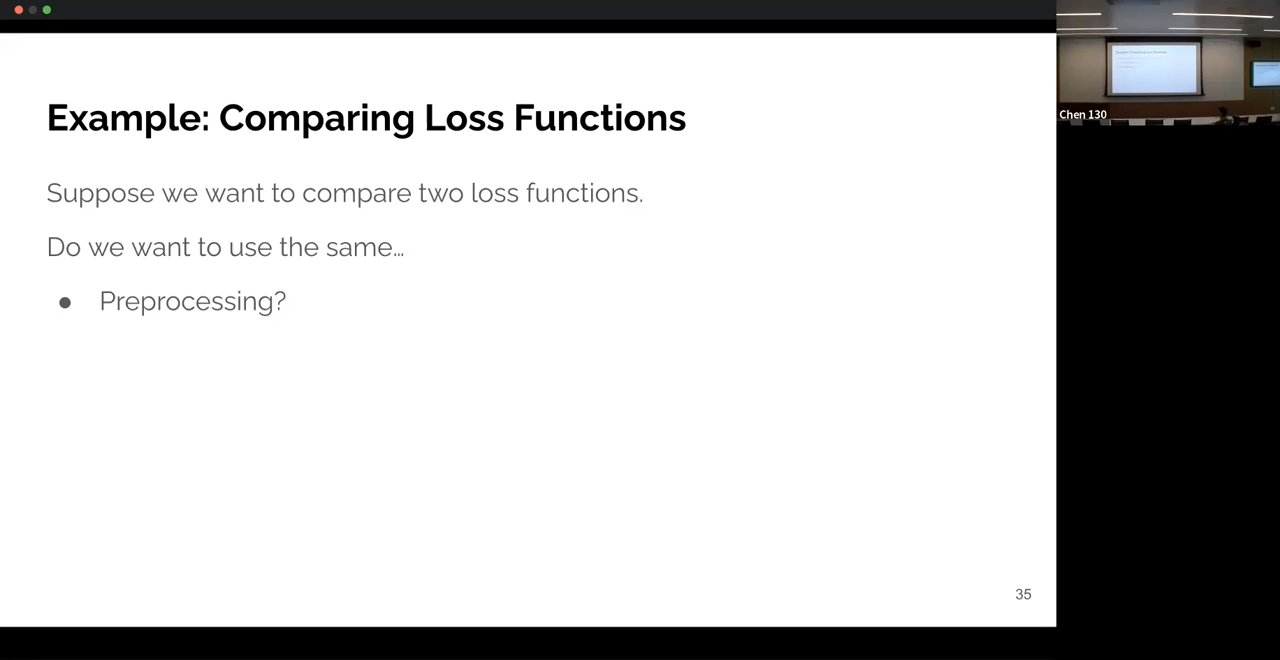 Example: Comparing Loss Functions
Suppose we want to compare two loss functions.
Do we want to use the same…
● Preprocessing?
35
Chen 130